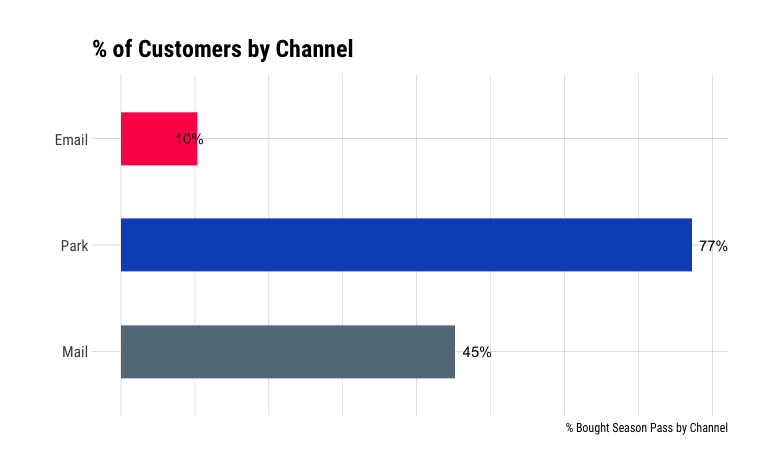 % of Customers by Channel
Email
10%
Park
77%
Mail
45%
% Bought Season Pass by Channel